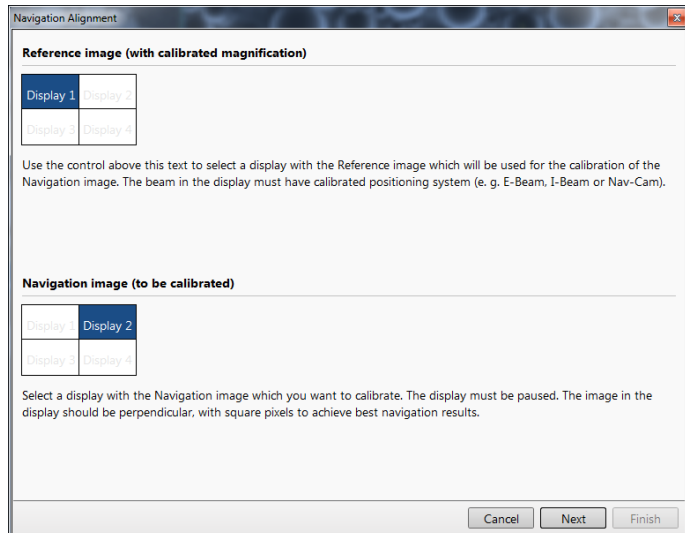 Navigation Alignment
Reference image (with calibrated magnification)
Display 1 Display 2
Display 3 Display 4
Use the control above this text to select a display with the Reference image which will be used for the calibration of the
Navigation image. The beam in the display must have calibrated positioning system (e. g. E-Beam, I-Beam or Nav-Cam).
Navigation image (to be calibrated)
Display 1 Display 2
Display 3 Display 4
Select a display with the Navigation image which you want to calibrate. The display must be paused. The image in the
display should be perpendicular, with square pixels to achieve best navigation results.
Cancel Next Finish